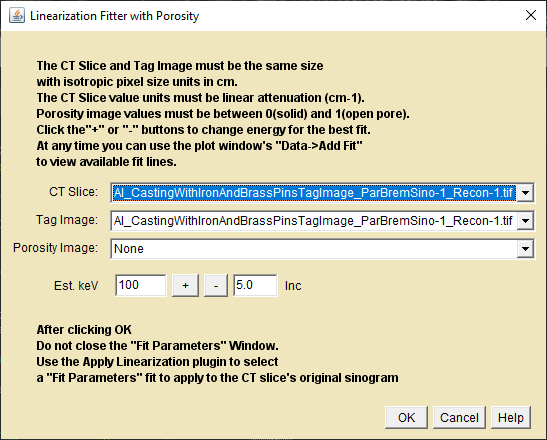 Linearization Fitter with Porosity
The CT Slice and Tag Image must be the same size
with isotropic pixel size units in cm.
The CT Slice value units must be linear attenuation (cm-1).
Porosity image values must be between 0(solid) and 1(open pore).
Click the"+" or "-" buttons to change energy for the best fit.
At any time you can use the plot window's "Data->Add Fit"
to view available fit lines.
CT Slice: Al_CastingWithIronAndBrassPinsTagImage_ParBremSino-1_Recon-1.tif
Tag Image: Al_CastingWithIronAndBrassPinsTagImage_ParBremSino-1_Recon-1.tif
Porosity Image: None
Est. keV 100 + - 5.0 Inc
After clicking OK
Do not close the "Fit Parameters" Window.
Use the Apply Linearization plugin to select
a "Fit Parameters" fit to apply to the CT slice's original sinogram
OK Cancel Help